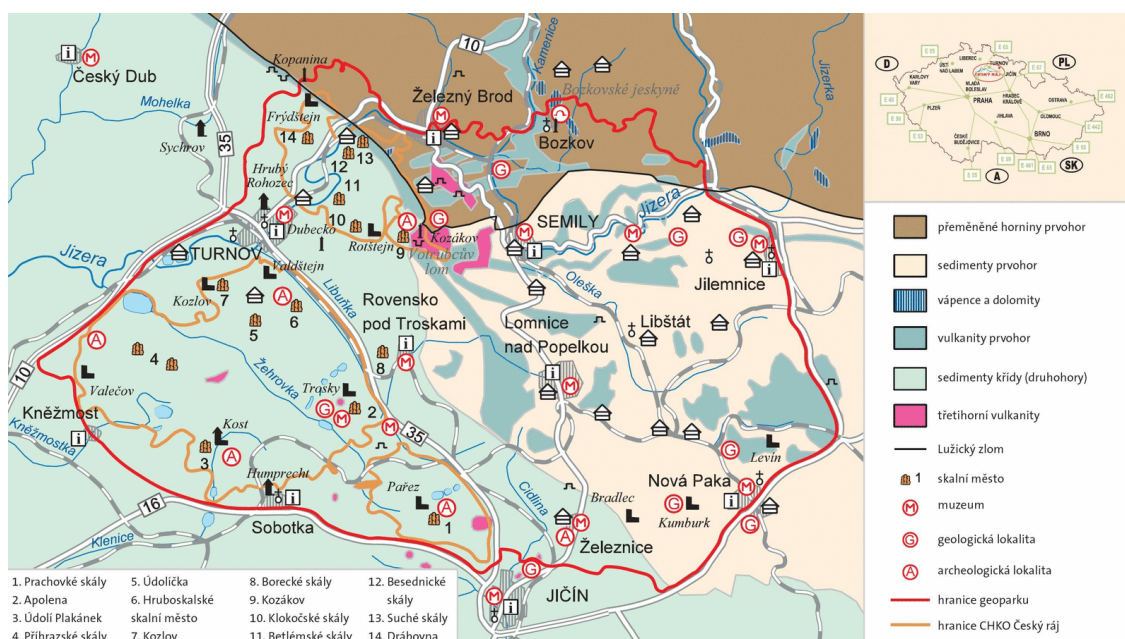 10
Kamenice
Jizerka
i
M
Český Dub
Kopanina
Bozkovské jeskyně
Železný Brod
M
i
Bozkov
Mohelka
35
Frýdštejn
14
13
12
Sychrov
G
Hrubý
Rohozec
11
M
i
Dubecko
10
Rotštejn
A
G
9
Kozákov
Votrubcův
lom
SEMILY
M
i
Jizera
M
G
G
M
i
Jizera
TURNOV
Valdštejn
Kozlov
7
A
6
5
Libuňka
Rovensko
pod Troskami
i
8
M
Oleška
Jilemnice
Libštát
Lomnice
nad Popelkou
i
M
A
4
10
Valečov
Žehrovka
Trosky
G
M
2
M
35
Kněžmost
i
Kněžmostka
Kost
3
A
Humprecht
i
16
Sobotka
Klenice
Pařez
A
1
Cidlina
Bradlec
M
A
Železnice
G
Levín
Nová Paka
M
i
G
Kumburk
G
G
M
i
JIČÍN
1. Prachovské skály
2. Apolena
3. Údolí Plakánek
4. Příhrazské skály
5. Údolíčka
6. Hruboskalské
skalní město
7. Kozlov
8. Borecké skály
9. Kozákov
10. Klokočské skály
11. Betlémské skály
12. Besednické
skály
13. Suché skály
14. Drábovna
D
PL
A
SK
KARLOVY
VARY
ÚSTÍ
NAD LABEM
LIBEREC
TURNOV
ČESKÝ RÁJ
JIČÍN
MLADÁ
BOLESLAV
PRAHA
HRADEC
KRÁLOVÉ
PLZEŇ
OSTRAVA
OLOMOUC
JIHLAVA
BRNO
ČESKÉ
BUDĚJOVICE
přeměněné horniny prvohor
sedimenty prvohor
vápence a dolomity
vulkanity prvohor
sedimenty křídy (druhohory)
třetihorní vulkanity
Lužický zlom
1 skalní město
M muzeum
G geologická lokalita
A archeologická lokalita
hranice geoparku
hranice CHKO Český ráj